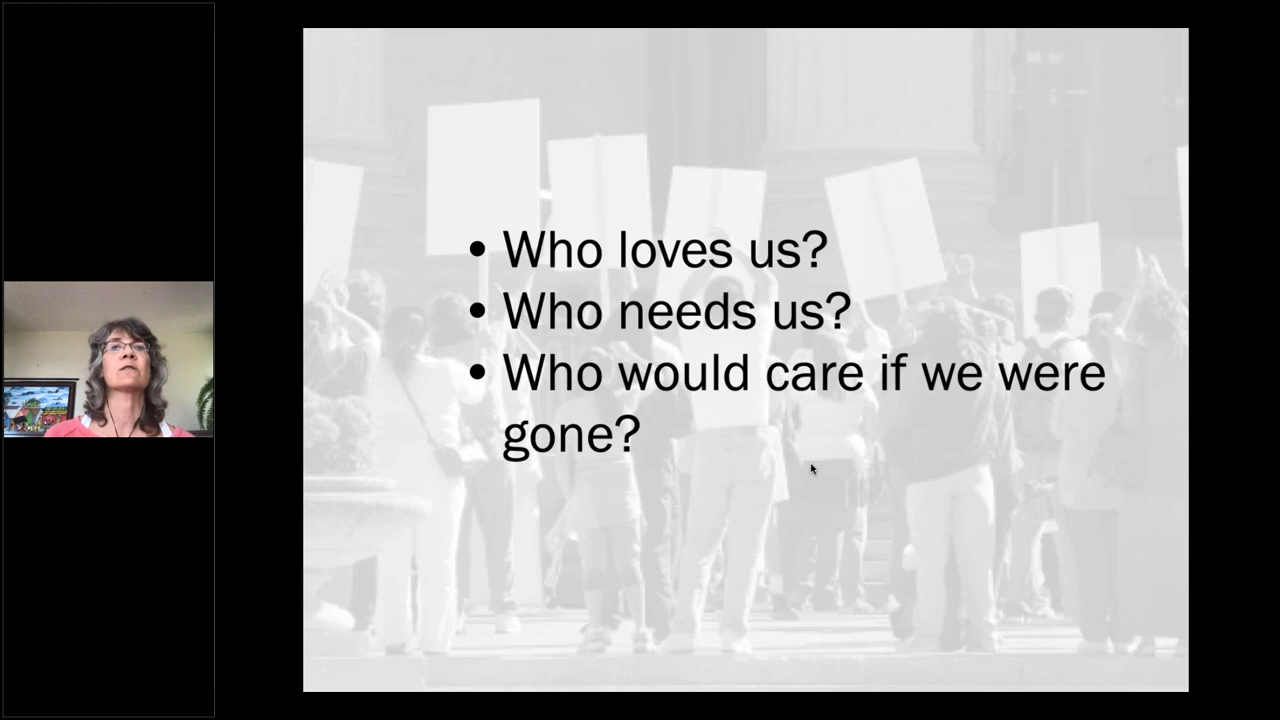 • Who loves us?
• Who needs us?
• Who would care if we were
gone?